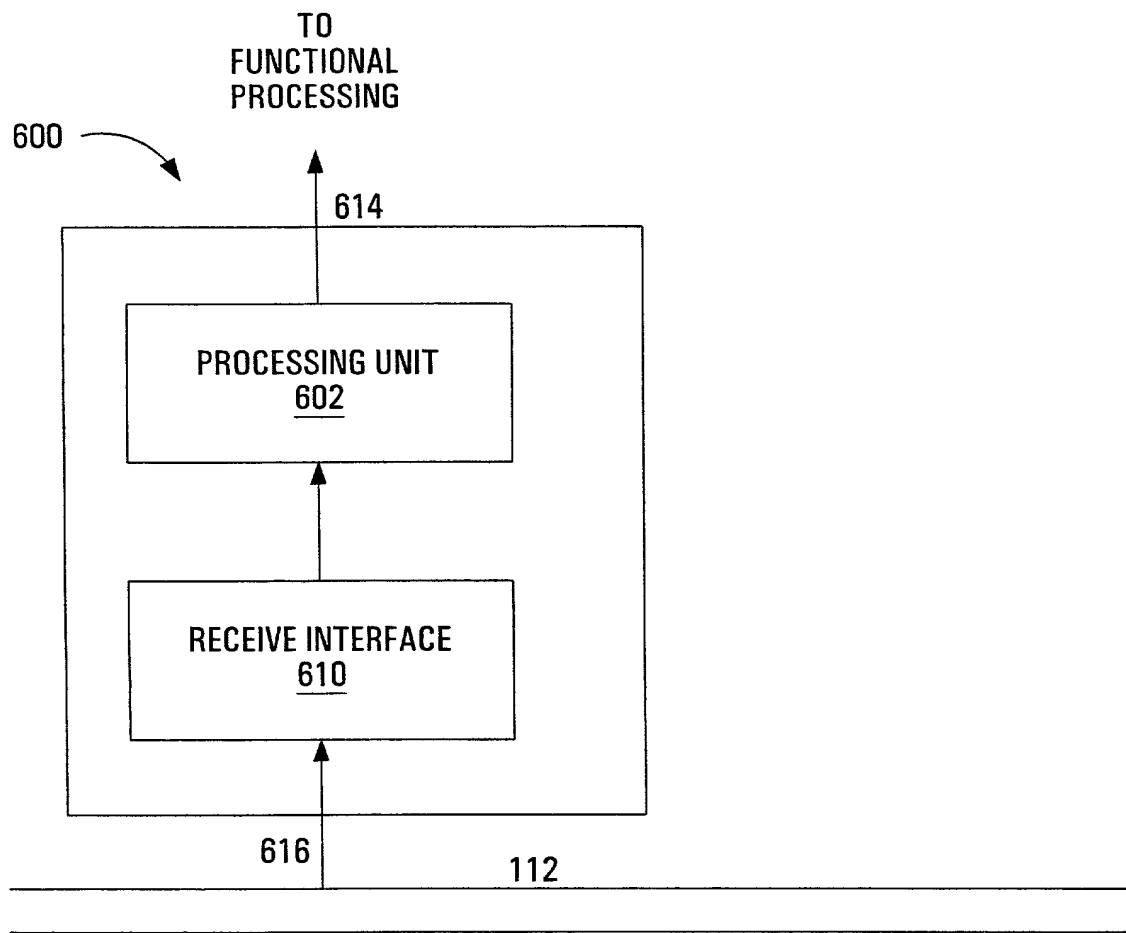 TO
FUNCTIONAL
PROCESSING
600
614
PROCESSING UNIT
602
RECEIVE INTERFACE
610
616
112